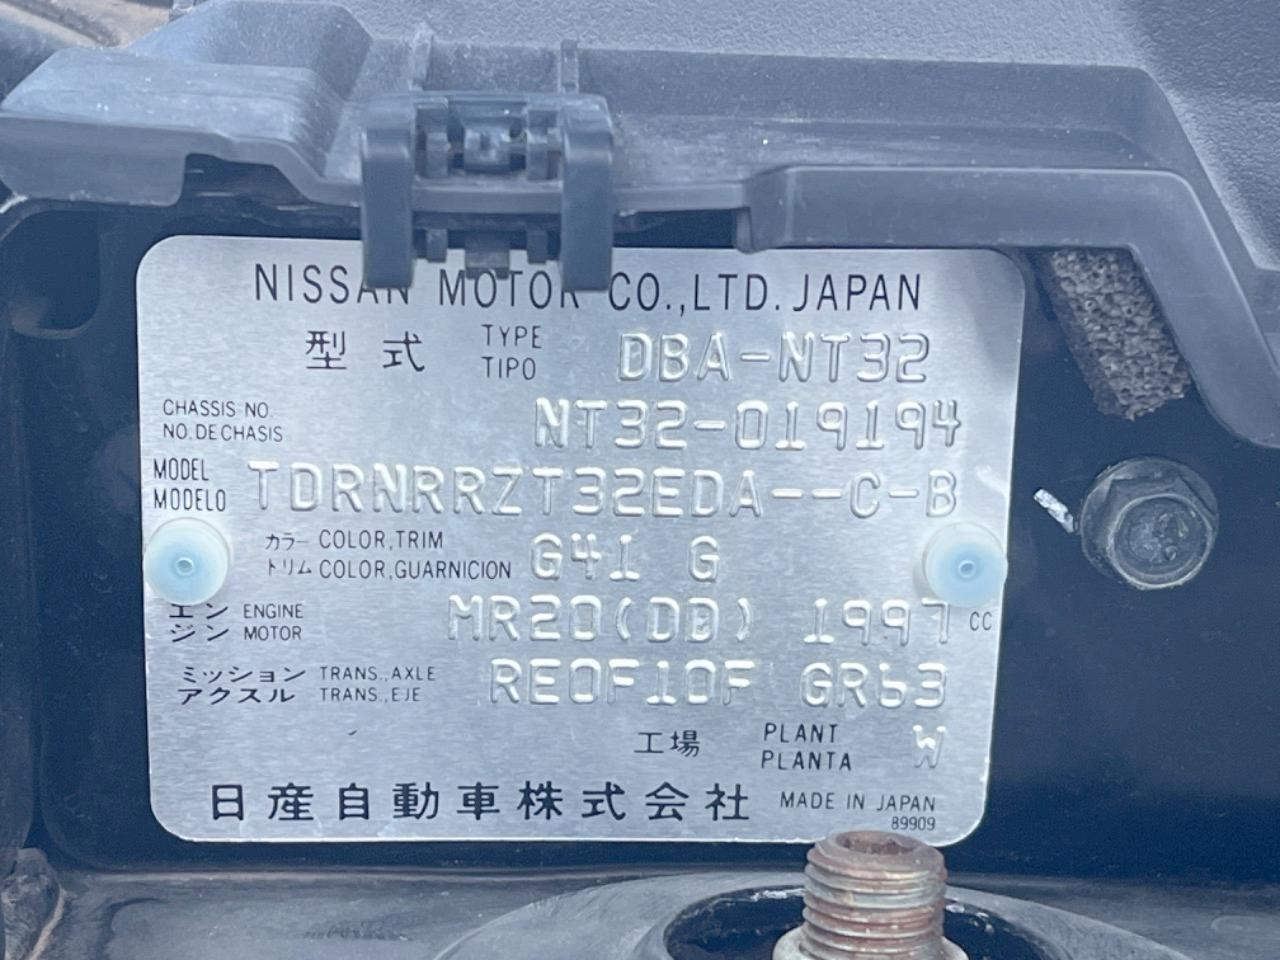 NISSAN MOTOR CO.,LTD. JAPAN
型式 TYPE TIPO DBA-NT32
CHASSIS NO. NO. DE CHASIS NT32-019194
MODEL MODELO TDRNRRZT32EDA--C-B
カラー COLOR,TRIM
トリム COLOR,GUARNICION G41 G
エン ENGINE
ジン MOTOR MR20(DD) 1997 CC
ミッション TRANS.,AXLE
アクスル TRANS.,EJE RE0F10F GR63
工場 PLANT PLANTA W
日産自動車株式会社 MADE IN JAPAN
89909